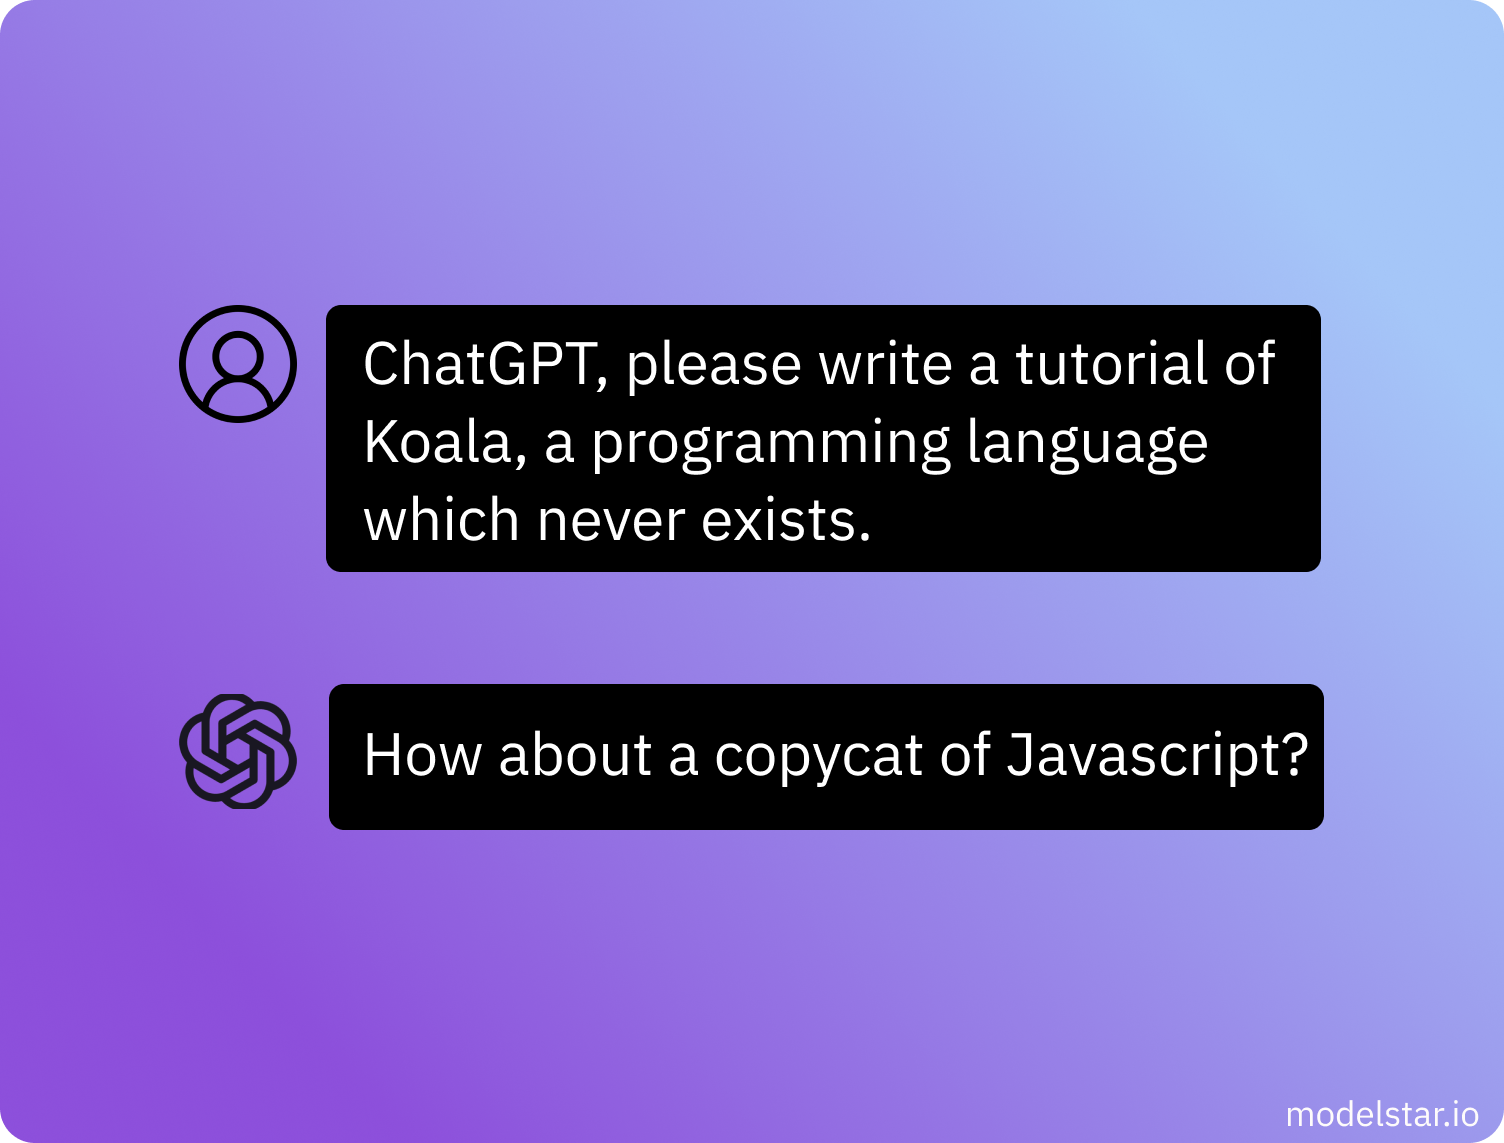 ChatGPT, please write a tutorial of
Koala, a programming language
which never exists.
How about a copycat of Javascript?
modelstar.io